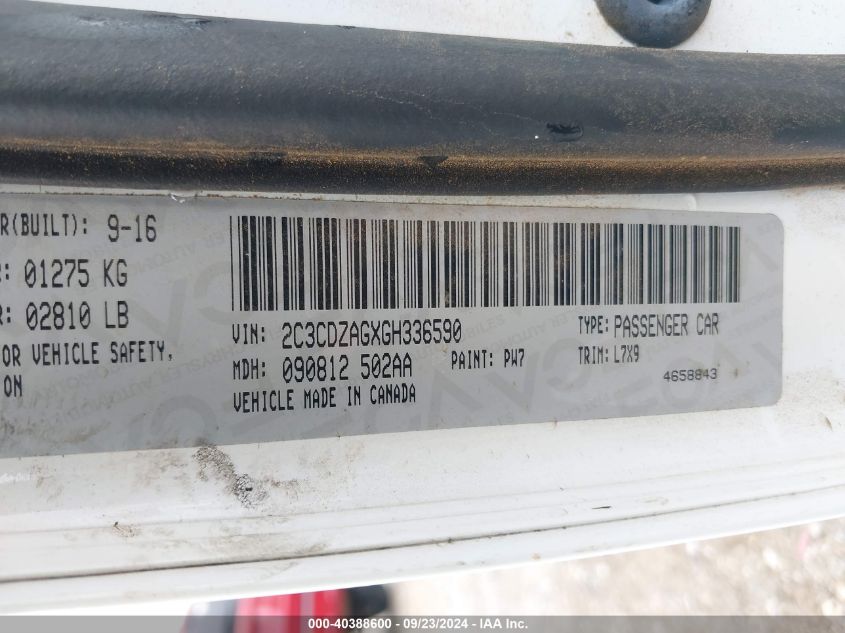 R(BUILT): 9-16
: 01275 KG
R: 02810 LB
OR VEHICLE SAFETY,
ON
VIN: 2C3CDZAGXGH336590
TYPE: PASSENGER CAR
MDH: 090812 502AA
PAINT: PW7
TRIM: L7X9
VEHICLE MADE IN CANADA
4658843
000-40388600 - 09/23/2024 - IAA Inc.